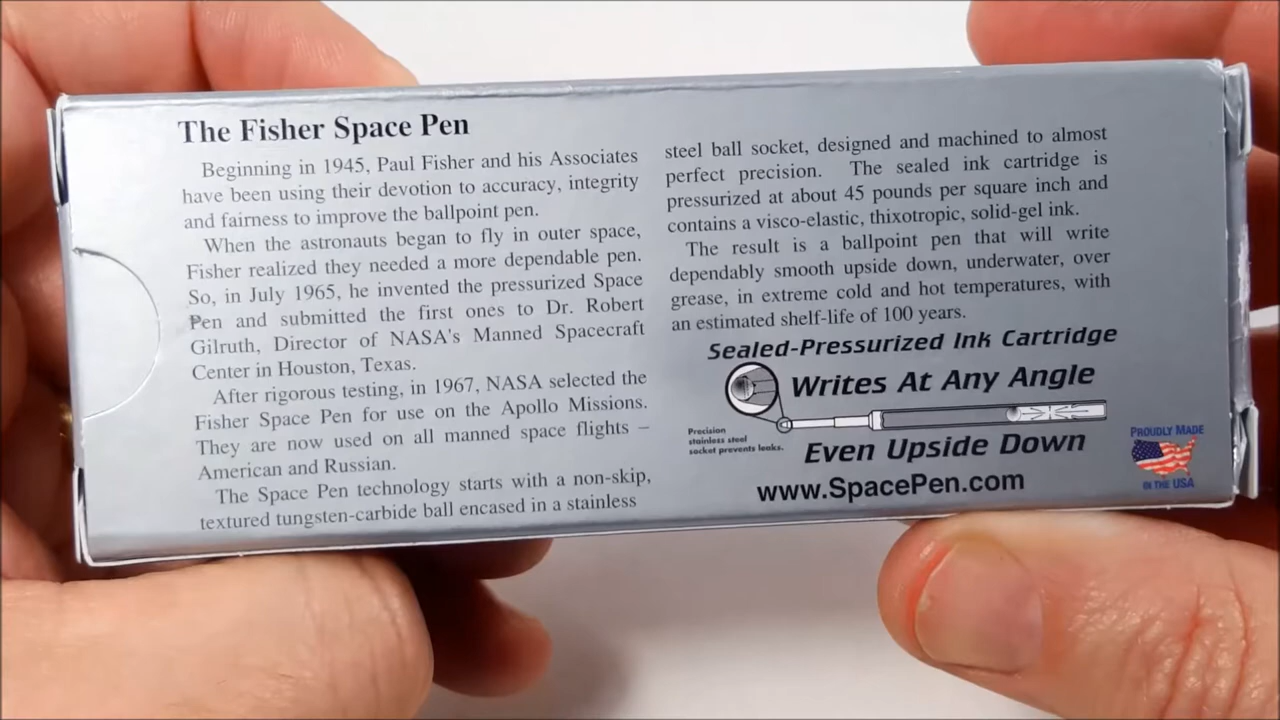 The Fisher Space Pen
Beginning in 1945, Paul Fisher and his Associates
have been using their devotion to accuracy, integrity
and fairness to improve the ballpoint pen.
When the astronauts began to fly in outer space,
Fisher realized they needed a more dependable pen.
So, in July 1965, he invented the pressurized Space
Pen and submitted the first ones to Dr. Robert
Gilruth, Director of NASA's Manned Spacecraft
Center in Houston, Texas.
After rigorous testing, in 1967, NASA selected the
Fisher Space Pen for use on the Apollo Missions.
They are now used on all manned space flights –
American and Russian.
The Space Pen technology starts with a non-skip,
textured tungsten-carbide ball encased in a stainless
steel ball socket, designed and machined to almost
perfect precision. The sealed ink cartridge is
pressurized at about 45 pounds per square inch and
contains a visco-elastic, thixotropic, solid-gel ink.
The result is a ballpoint pen that will write
dependably smooth upside down, underwater, over
grease, in extreme cold and hot temperatures, with
an estimated shelf-life of 100 years.
Sealed-Pressurized Ink Cartridge
Writes At Any Angle
Precision
stainless steel
socket prevents leaks.
Even Upside Down
www.SpacePen.com
PROUDLY MADE
IN THE USA